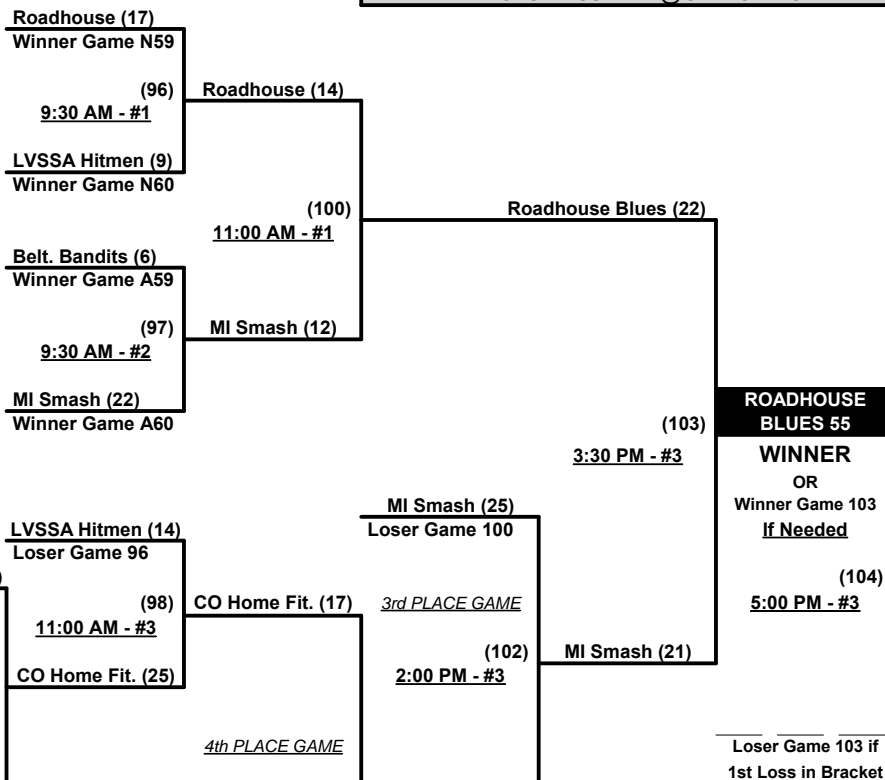 Roadhouse (17)
Winner Game N59
(96)
9:30 AM - #1
Roadhouse (14)
LVSSA Hitmen (9)
Winner Game N60
(100)
11:00 AM - #1
Roadhouse Blues (22)
Belt. Bandits (6)
Winner Game A59
(97)
9:30 AM - #2
MI Smash (12)
MI Smash (22)
Winner Game A60
(103)
3:30 PM - #3
ROADHOUSE
BLUES 55
WINNER
OR
Winner Game 103
If Needed
(104)
5:00 PM - #3
MI Smash (25)
Loser Game 100
LVSSA Hitmen (14)
Loser Game 96
(98)
11:00 AM - #3
CO Home Fit. (17)
3rd PLACE GAME
(102)
2:00 PM - #3
MI Smash (21)
CO Home Fit. (25)
4th PLACE GAME
Loser Game 103 if
1st Loss in Bracket